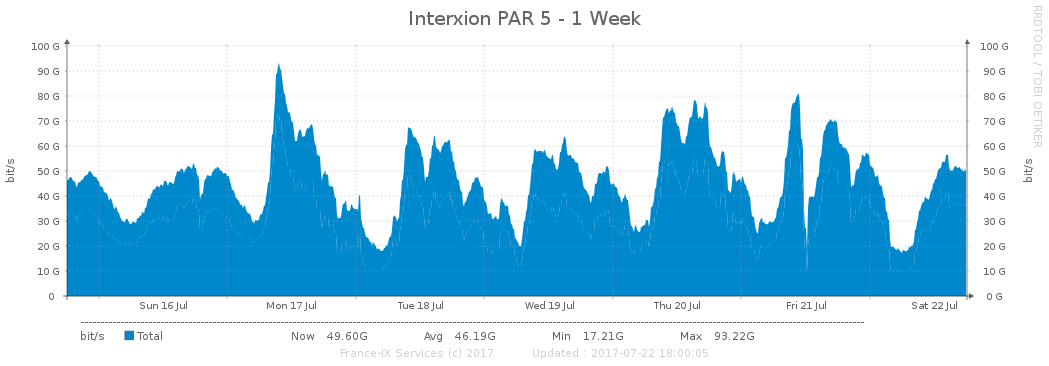 Interxion PAR 5 - 1 Week
RRDTOOL / TOBI OETIKER
100 G 100 G
90 G 90 G
80 G 80 G
70 G 70 G
60 G 60 G
50 G 50 G
40 G 40 G
30 G 30 G
20 G 20 G
10 G 10 G
0 0 G
bit/s
bit/s
Sun 16 Jul Mon 17 Jul Tue 18 Jul Wed 19 Jul Thu 20 Jul Fri 21 Jul Sat 22 Jul
bit/s Total Now 49.60G Avg 46.19G Min 17.21G Max 93.22G
France-IX Services (c) 2017 Updated : 2017-07-22 18:00:05